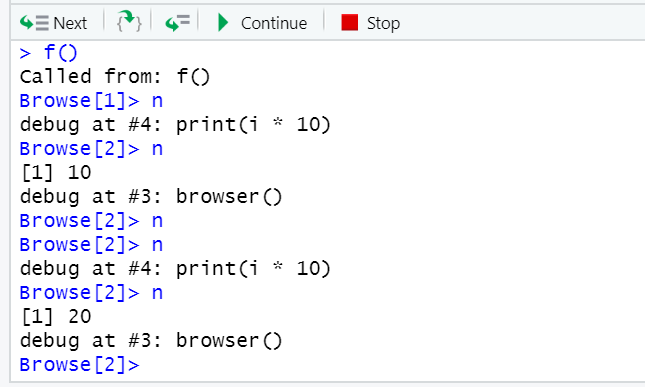 Next Continue Stop
> f()
Called from: f()
Browse[1]> n
debug at #4: print(i * 10)
Browse[2]> n
[1] 10
debug at #3: browser()
Browse[2]> n
Browse[2]> n
debug at #4: print(i * 10)
Browse[2]> n
[1] 20
debug at #3: browser()
Browse[2]>